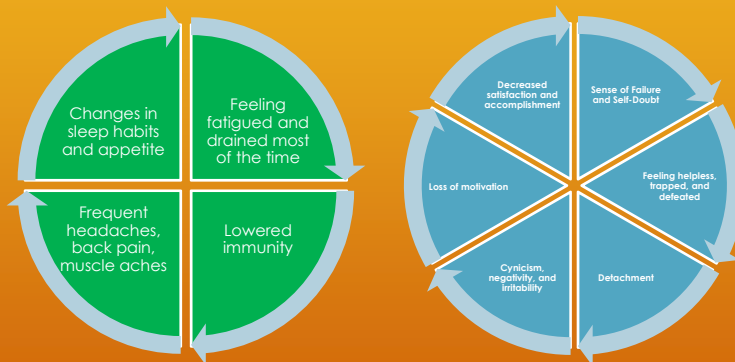 Changes in
sleep habits
and appetite
Feeling
fatigued and
drained most
of the time
Frequent
headaches,
back pain,
muscle aches
Lowered
immunity
Decreased
satisfaction and
accomplishment
Sense of Failure
and Self-Doubt
Loss of motivation
Feeling helpless,
trapped, and
defeated
Cynicism,
negativity, and
irritability
Detachment